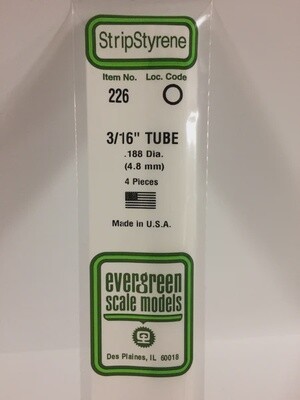 StripStyrene
Item No. Loc. Code
226
3/16" TUBE
.188 Dia.
(4.8 mm)
4 Pieces
Made in U.S.A.
evergreen
scale models
Des Plaines, IL 60018